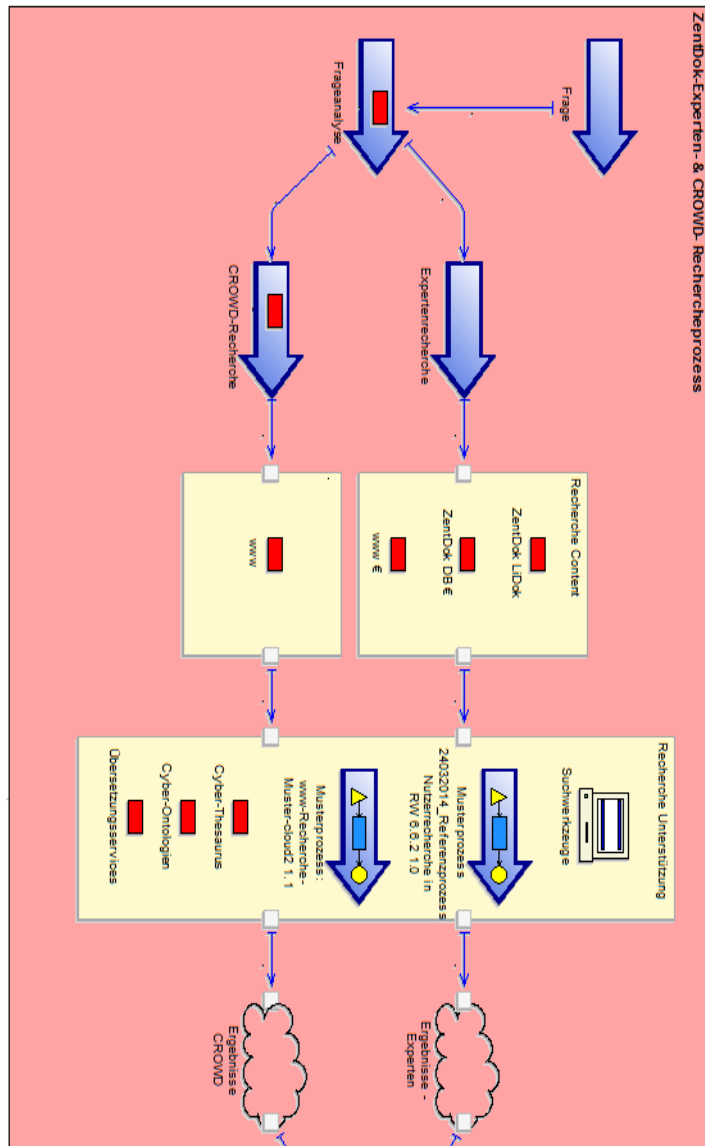 ZentDok-Experten- & CROWD- Rechercheprozess
Frage
Frageanalyse
Expertenrecherche
CROWD-Recherche
Recherche Content
ZentDok LiDok
ZentDok DB€
www €
www
Recherche Unterstützung
Suchwerkzeuge
Musterprozess
24032014_Referenzprozess
Nutzerrecherche in
RW 6.6.2 1.0
Musterprozess:
www-Recherche-
Muster-cloud2 1.1
Cyber-Thesaurus
Cyber-Ontologien
Übersetzungsservices
Ergebnisse -
Experten
Ergebnisse
CROWD